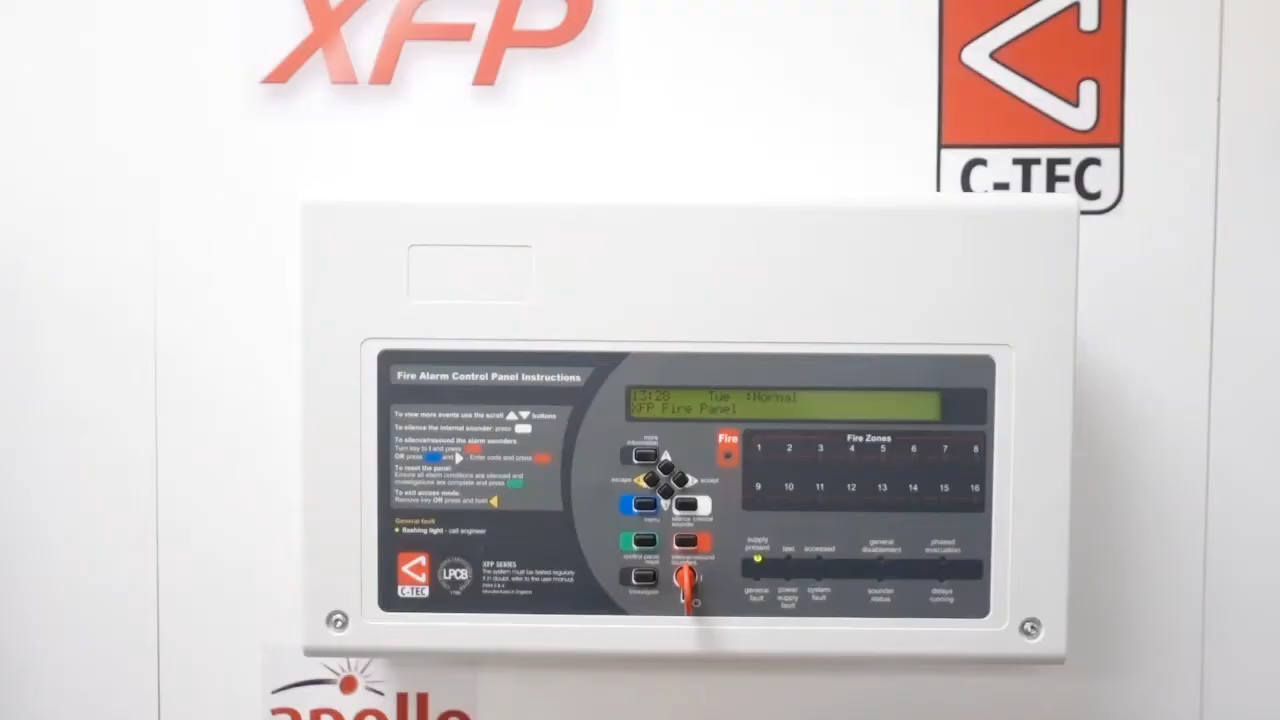 XFP
C-TEC
Fire Alarm Control Panel Instructions
To view more events use the scroll buttons
To silence the internal sounder: press
To silence/resound the alarm sounders:
Turn key to I and press
OR press and . Enter code and press
To reset the panel:
Ensure all alarm conditions are silenced and
investigations are complete and press
To exit access mode:
Remove key OR press and hold
General fault
flashing light - call engineer
C-TEC
LPCB
XFP SERIES
The system must be tested regularly.
If in doubt, refer to the user manual.
13:28 Tue :Normal
XFP Fire Panel
more
information
escape
accept
menu
silence internal
sounder
control panel
reset
silence/resound
sounders
Fire
Fire Zones
1 2 3 4 5 6 7 8
9 10 11 12 13 14 15 16
supply
present
test
accessed
general
disablement
phased
evacuation
general
fault
power
supply
fault
system
fault
sounder
status
delays
running
apollo